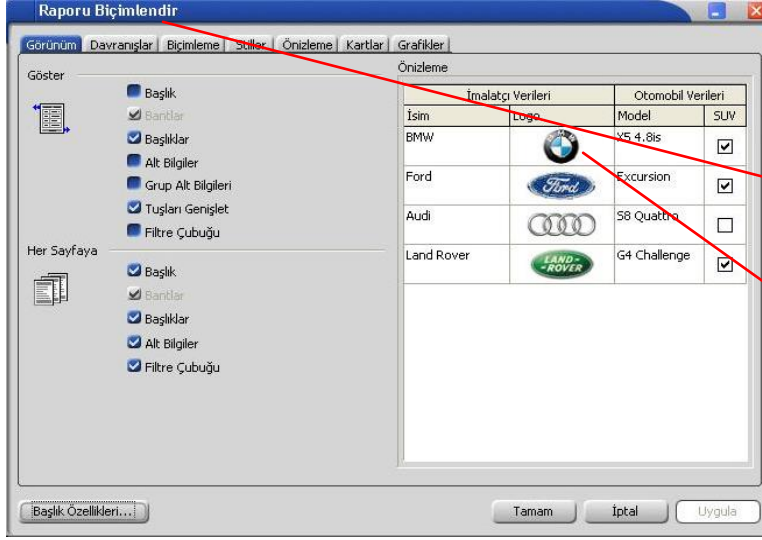 Raporu Biçimlendir
Görünüm Davranışlar Biçimleme Stiller Önizleme Kartlar Grafikler
Göster
Başlık
Bantlar
Başlıklar
Alt Bilgiler
Grup Alt Bilgileri
Tuşları Genişlet
Filtre Çubuğu
Her Sayfaya
Başlık
Bantlar
Başlıklar
Alt Bilgiler
Filtre Çubuğu
Önizleme
İmalatçı Verileri Otomobil Verileri
İsim Logo Model SUV
BMW X5 4.8is
Ford Ford Excursion
Audi S8 Quattro
Land Rover LAND-ROVER G4 Challenge
Başlık Özellikleri... Tamam İptal Uygula